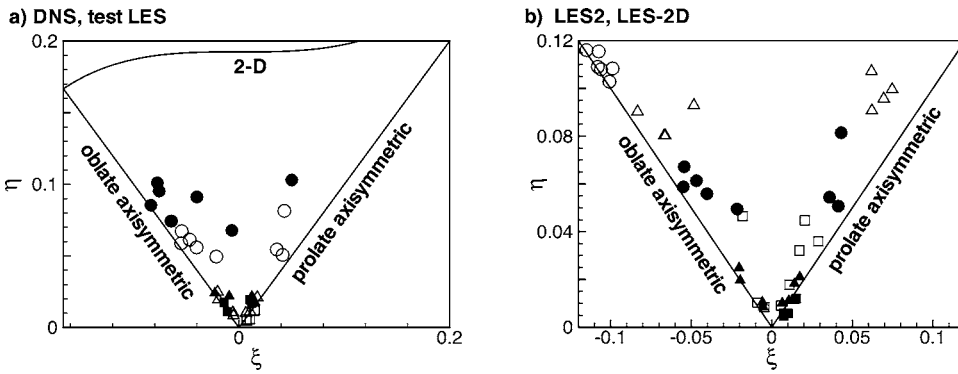 a) DNS, test LES
0.2
2-D
η
0.1
oblate axisymmetric
prolate axisymmetric
0
0
0.2
ξ
b) LES2, LES-2D
0.12
0.08
η
0.04
oblate axisymmetric
prolate axisymmetric
0
-0.1
-0.05
0
0.05
0.1
ξ